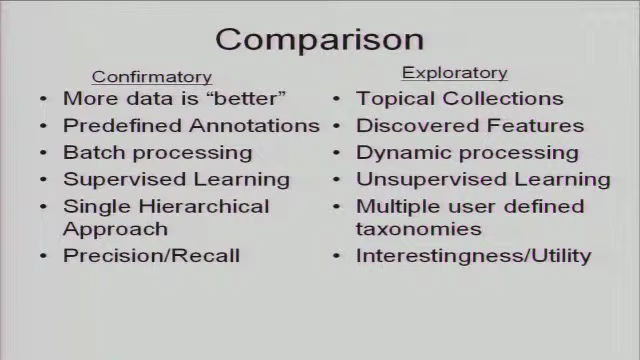 Comparison
Confirmatory
• More data is “better”
• Predefined Annotations
• Batch processing
• Supervised Learning
• Single Hierarchical
Approach
• Precision/Recall
Exploratory
• Topical Collections
• Discovered Features
• Dynamic processing
• Unsupervised Learning
• Multiple user defined
taxonomies
• Interestingness/Utility